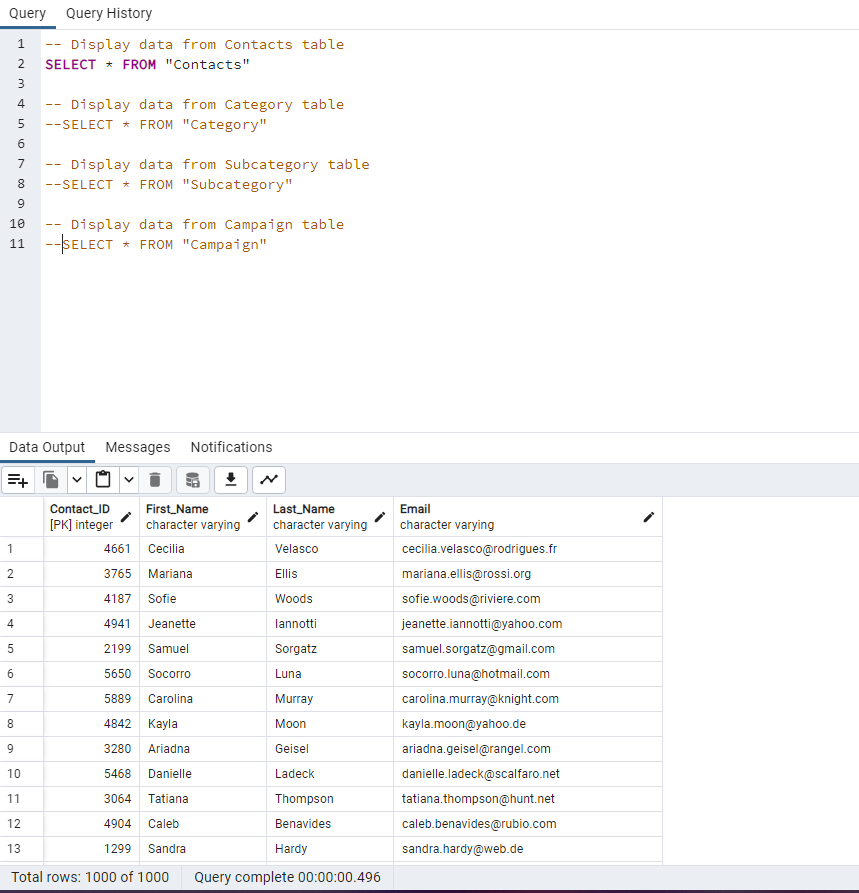 Query Query History
1 -- Display data from Contacts table
2 SELECT * FROM "Contacts"
3
4 -- Display data from Category table
5 --SELECT * FROM "Category"
6
7 -- Display data from Subcategory table
8 --SELECT * FROM "Subcategory"
9
10 -- Display data from Campaign table
11 --SELECT * FROM "Campaign"
Data Output Messages Notifications
Contact_ID First_Name Last_Name Email
[PK] integer character varying character varying character varying
1 4661 Cecilia Velasco cecilia.velasco@rodrigues.fr
2 3765 Mariana Ellis mariana.ellis@rossi.org
3 4187 Sofie Woods sofie.woods@riviere.com
4 4941 Jeanette Iannotti jeanette.iannotti@yahoo.com
5 2199 Samuel Sorgatz samuel.sorgatz@gmail.com
6 5650 Socorro Luna socorro.luna@hotmail.com
7 5889 Carolina Murray carolina.murray@knight.com
8 4842 Kayla Moon kayla.moon@yahoo.de
9 3280 Ariadna Geisel ariadna.geisel@rangel.com
10 5468 Danielle Ladeck danielle.ladeck@scalfaro.net
11 3064 Tatiana Thompson tatiana.thompson@hunt.net
12 4904 Caleb Benavides caleb.benavides@rubio.com
13 1299 Sandra Hardy sandra.hardy@web.de
Total rows: 1000 of 1000 Query complete 00:00:00.496